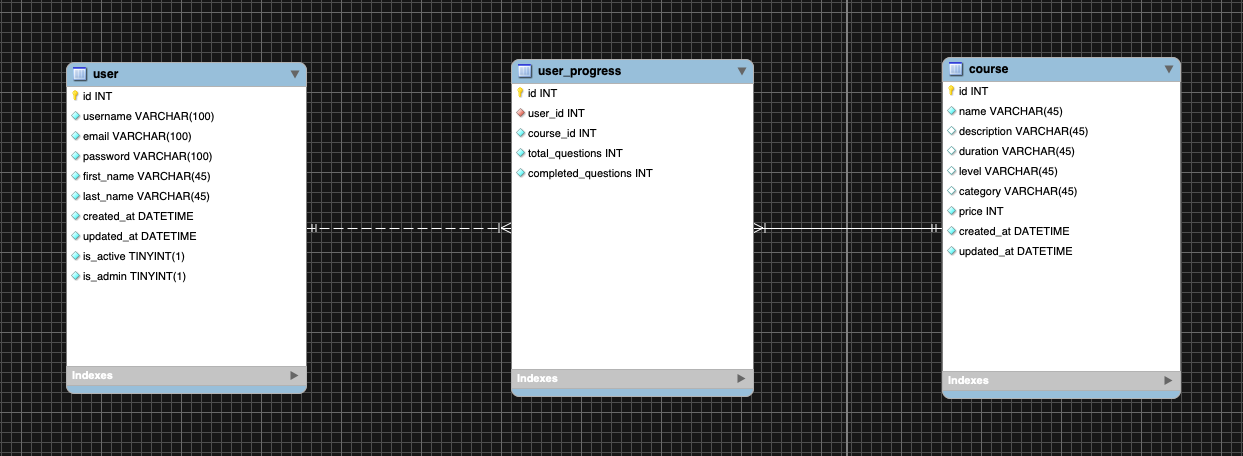 user
id INT
username VARCHAR(100)
email VARCHAR(100)
password VARCHAR(100)
first_name VARCHAR(45)
last_name VARCHAR(45)
created_at DATETIME
updated_at DATETIME
is_active TINYINT(1)
is_admin TINYINT(1)
Indexes
user_progress
id INT
user_id INT
course_id INT
total_questions INT
completed_questions INT
Indexes
course
id INT
name VARCHAR(45)
description VARCHAR(45)
duration VARCHAR(45)
level VARCHAR(45)
category VARCHAR(45)
price INT
created_at DATETIME
updated_at DATETIME
Indexes